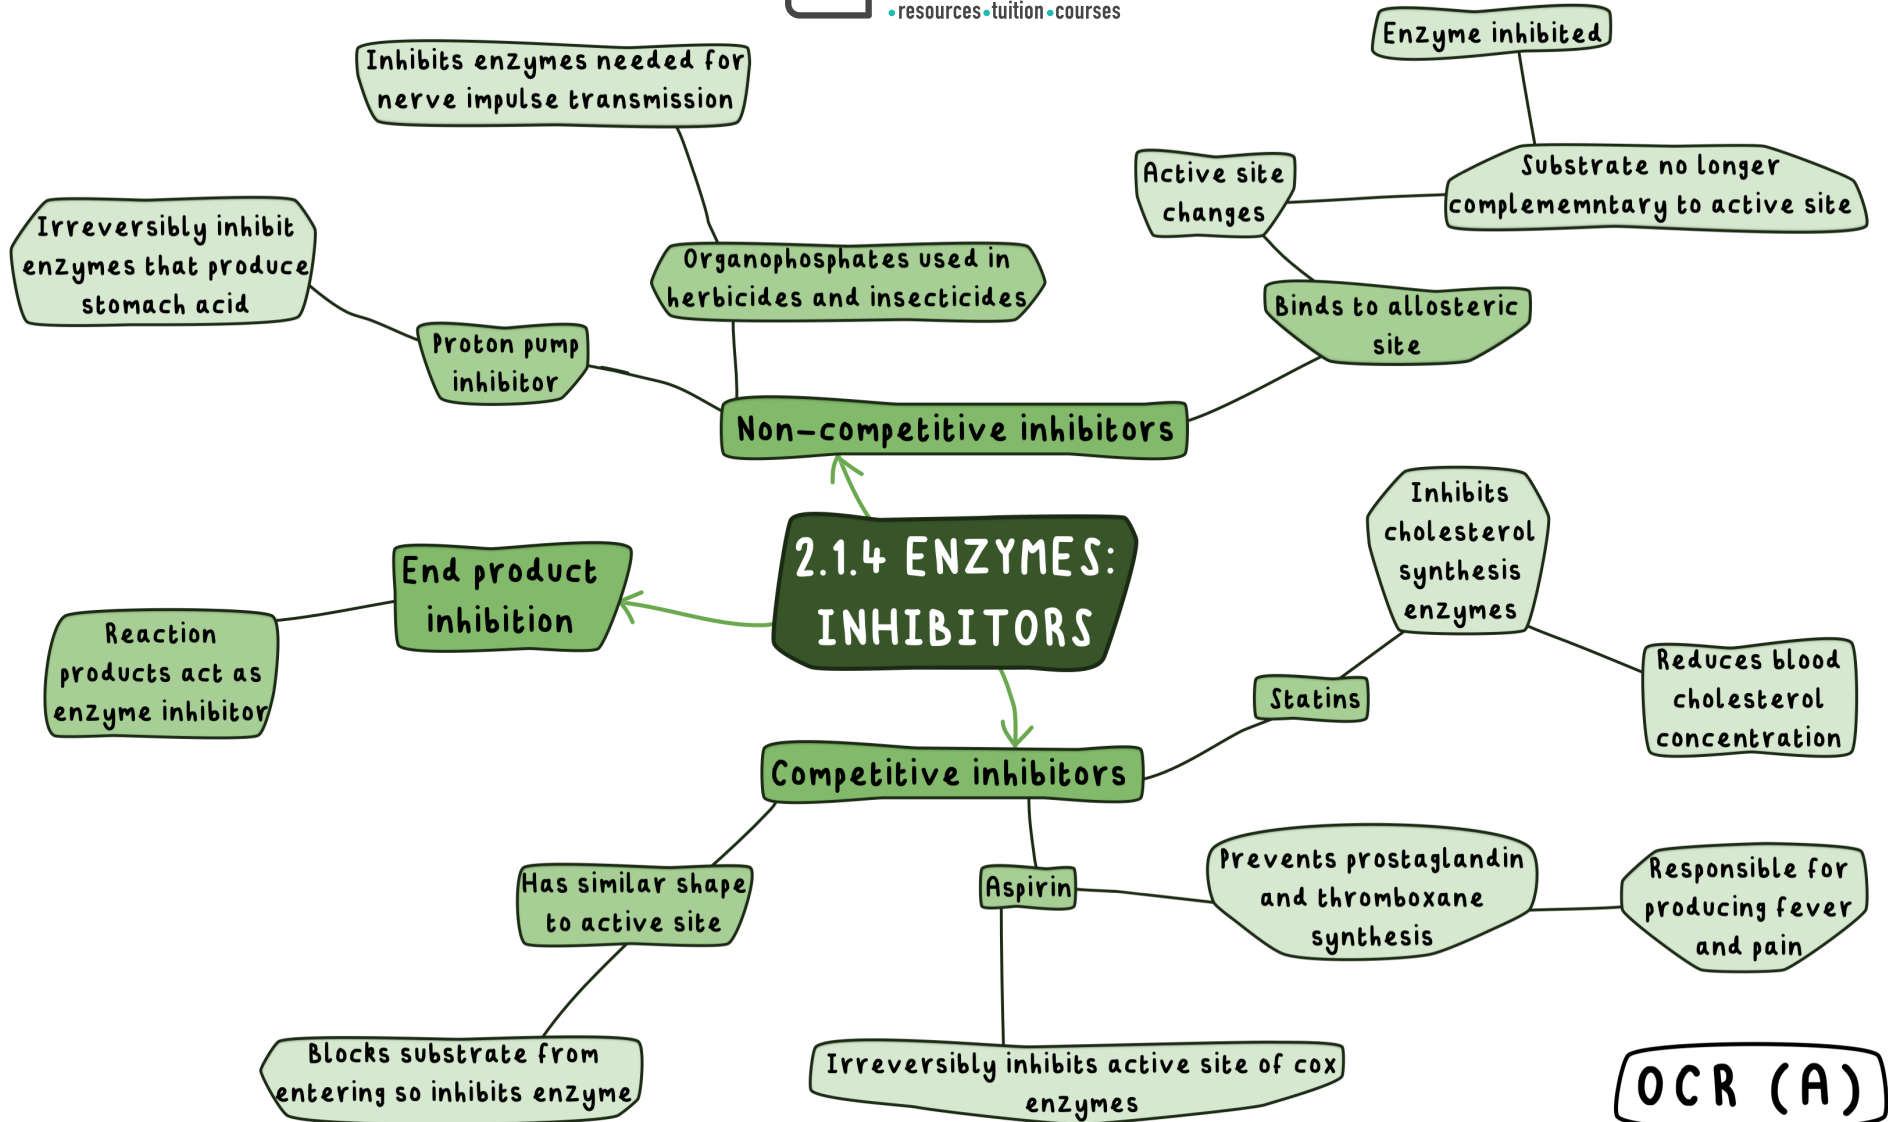 •resources•tuition•courses
Inhibits enzymes needed for
nerve impulse transmission
Enzyme inhibited
Active site
changes
Substrate no longer
complememntary to active site
Irreversibly inhibit
enzymes that produce
stomach acid
Organophosphates used in
herbicides and insecticides
Binds to allosteric
site
Proton pump
inhibitor
Non-competitive inhibitors
2.1.4 ENZYMES:
INHIBITORS
End product
inhibition
Reaction
products act as
enzyme inhibitor
Inhibits
cholesterol
synthesis
enzymes
Statins
Reduces blood
cholesterol
concentration
Competitive inhibitors
Has similar shape
to active site
Aspirin
Prevents prostaglandin
and thromboxane
synthesis
Responsible for
producing fever
and pain
Blocks substrate from
entering so inhibits enzyme
Irreversibly inhibits active site of cox
enzymes
OCR (A)